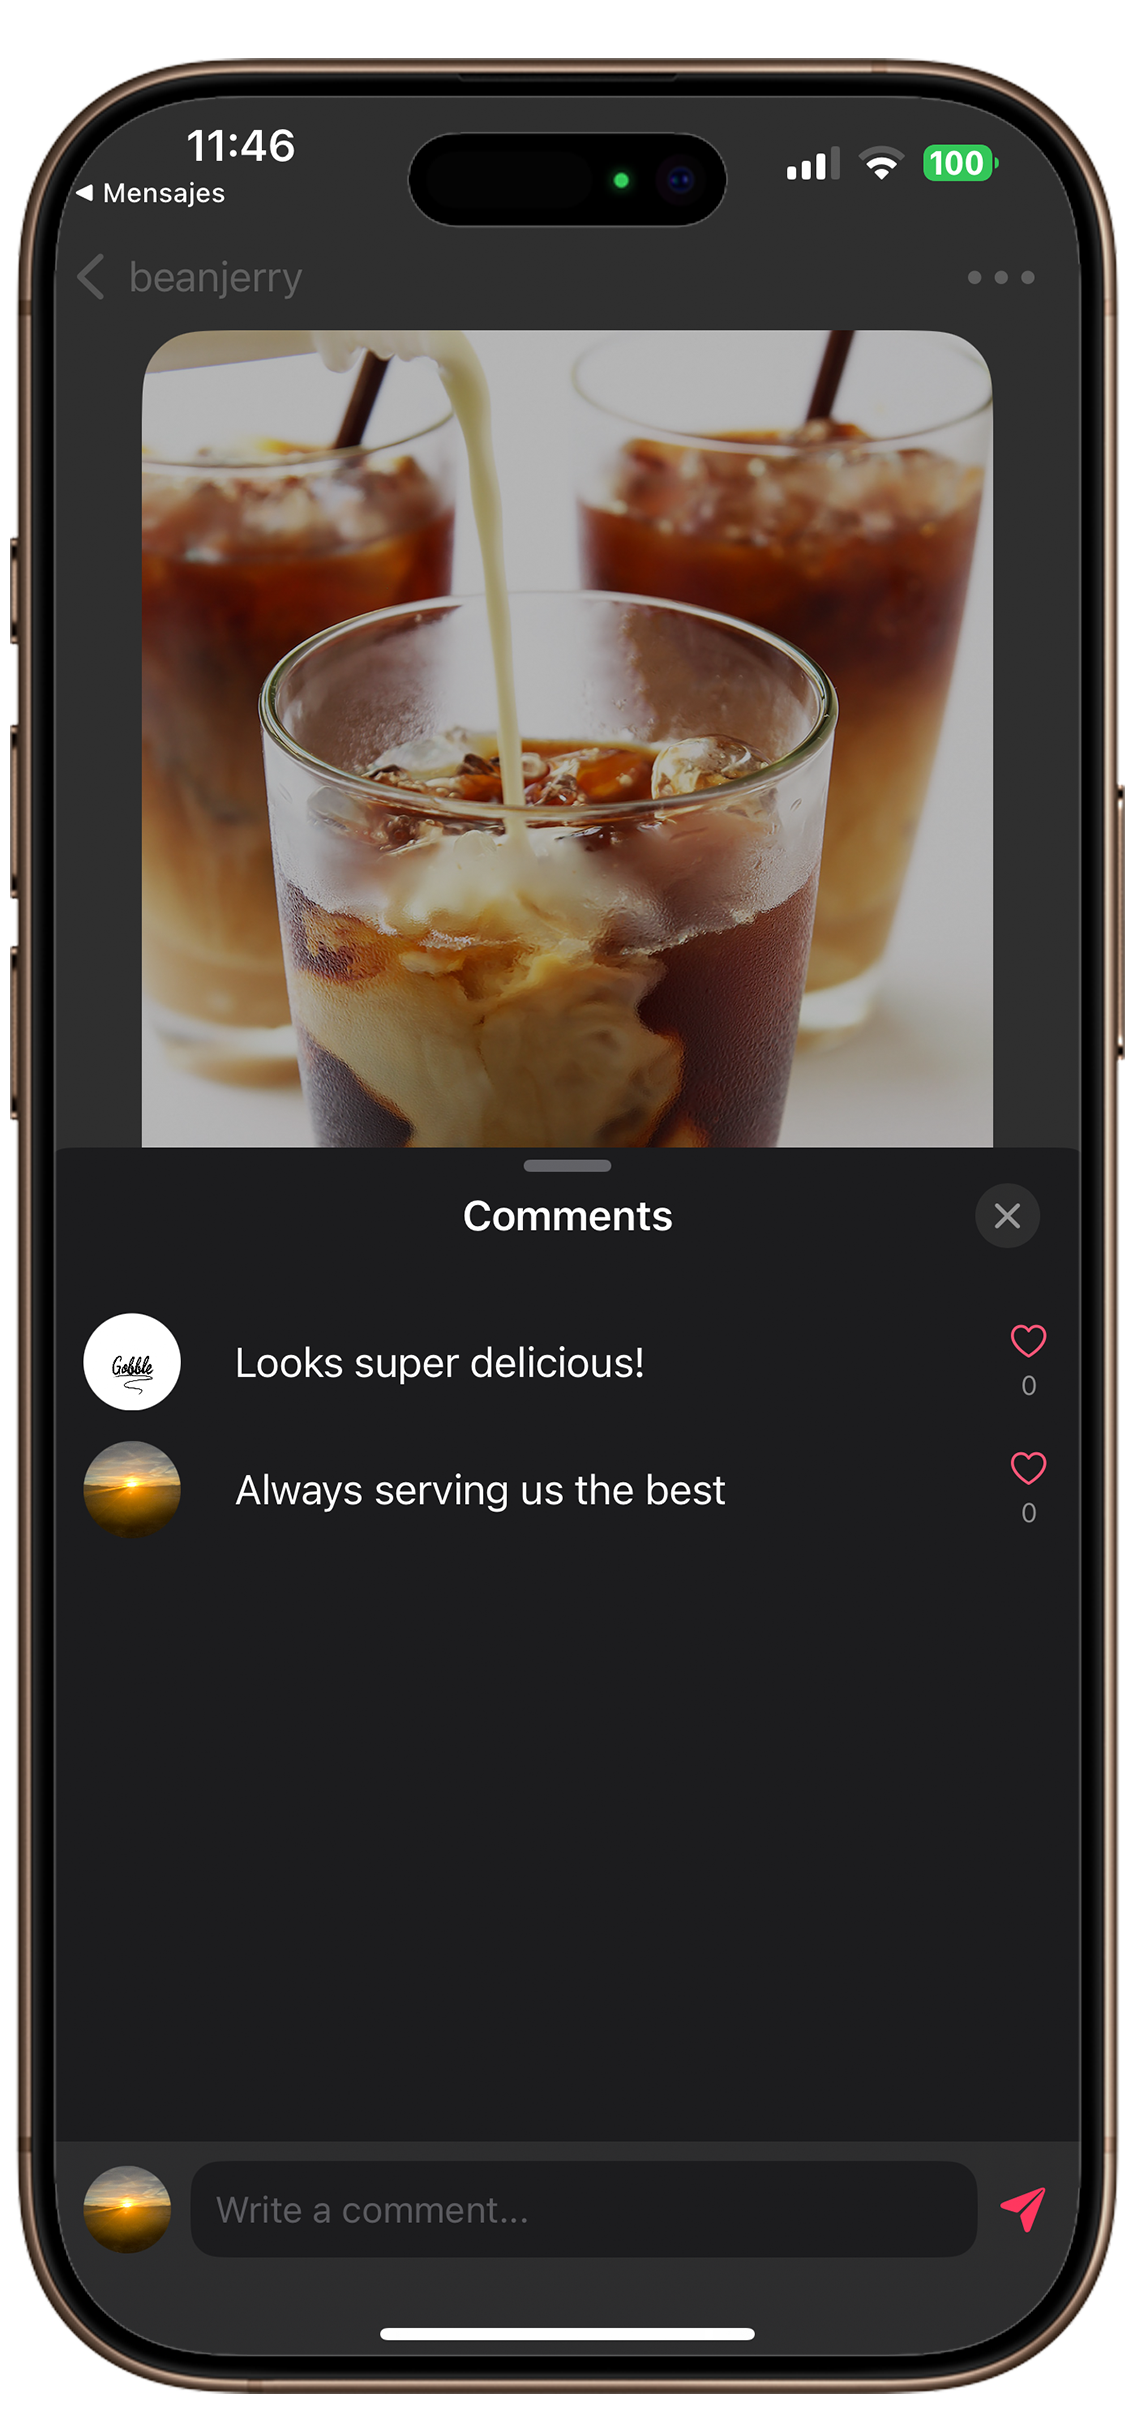 11:46
100
◀ Mensajes
beanjerry
Comments
Gobble
Looks super delicious!
0
Always serving us the best
0
Write a comment...